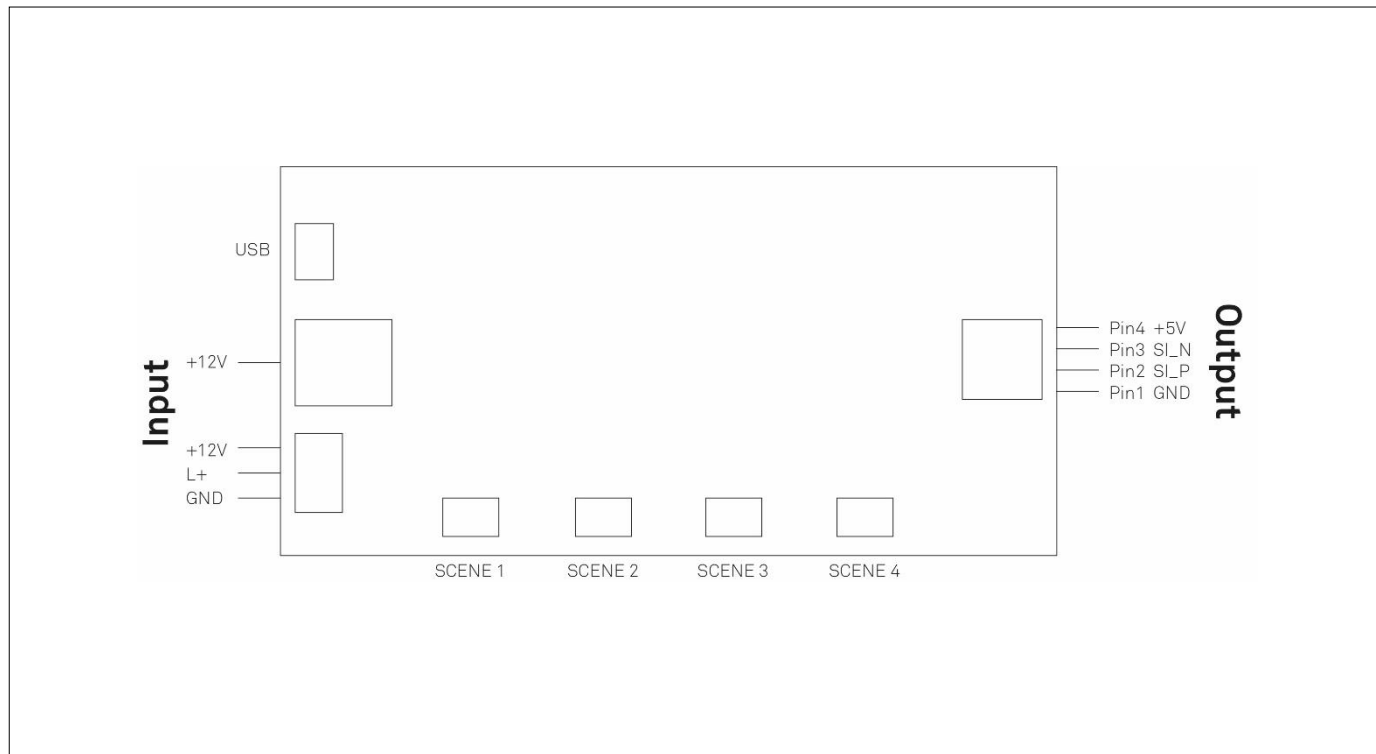 USB
Input
+12V
+12V
L+
GND
SCENE 1
SCENE 2
SCENE 3
SCENE 4
Pin4 +5V
Pin3 SI_N
Pin2 SI_P
Pin1 GND
Output